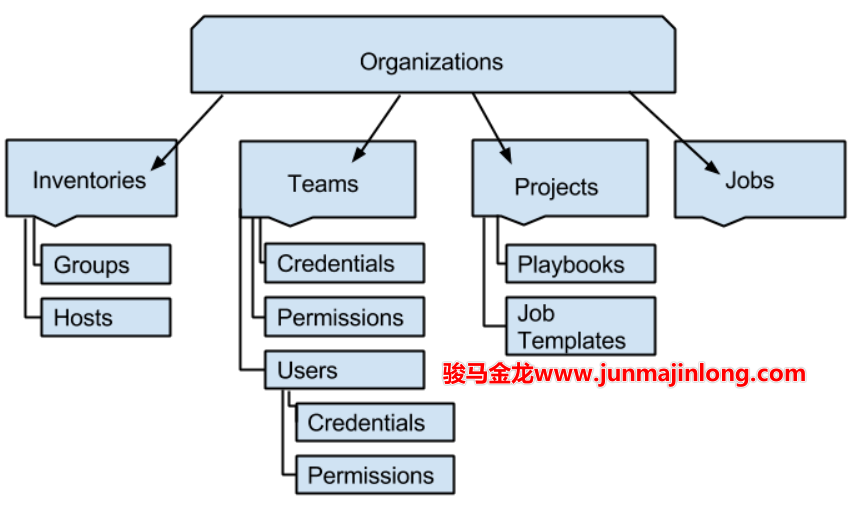 Organizations
Inventories
Teams
Projects
Jobs
Groups
Hosts
Credentials
Permissions
Users
Credentials
Permissions
Playbooks
Job
Templates
骏马金龙www.junmajinlong.com